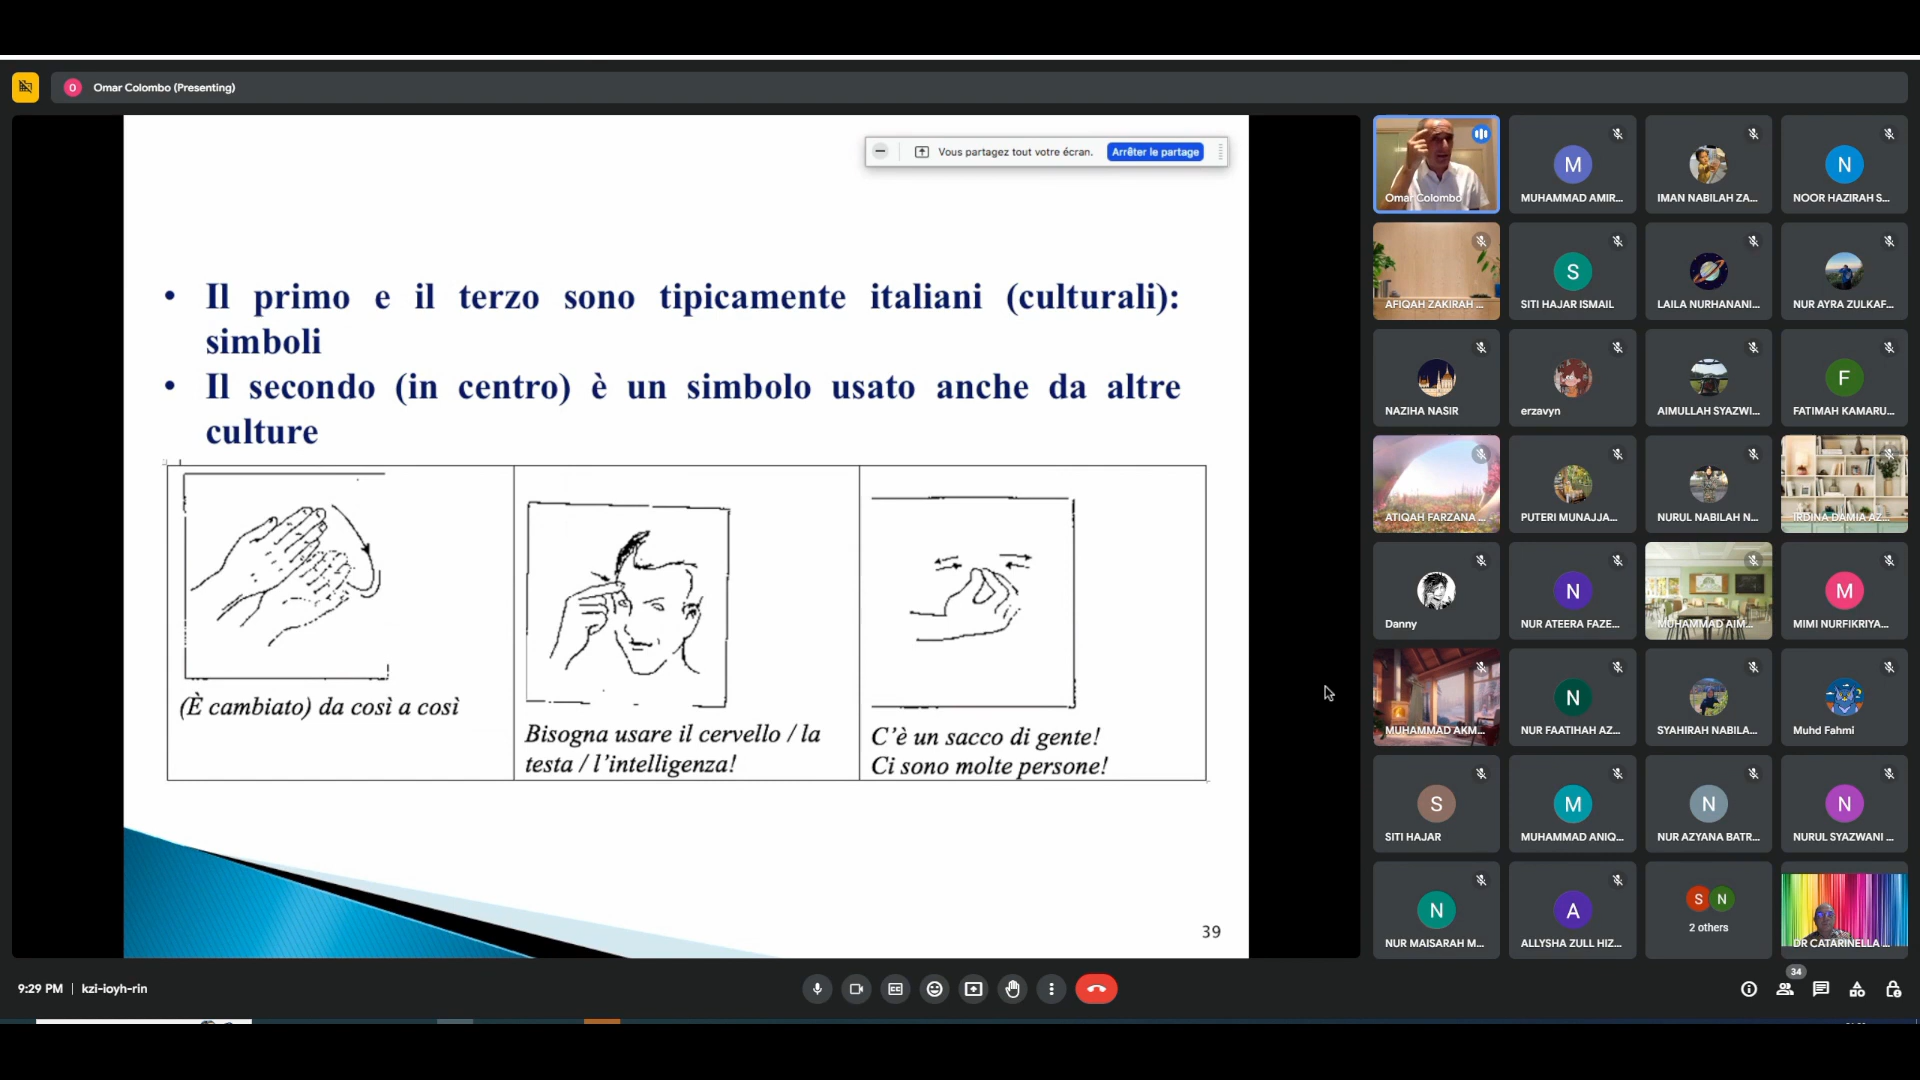 O Omar Colombo (Presenting)
Vous partagez tout votre écran. Arrêter le partage
• Il primo e il terzo sono tipicamente italiani (culturali):
simboli
• Il secondo (in centro) è un simbolo usato anche da altre
culture
(È cambiato) da così a così
Bisogna usare il cervello / la
testa / l'intelligenza!
C'è un sacco di gente!
Ci sono molte persone!
39
Omar Colombo
M
MUHAMMAD AMIR...
IMAN NABILAH ZA...
N
NOOR HAZIRAH S...
AFIQAH ZAKIRAH ...
S
SITI HAJAR ISMAIL
LAILA NURHANANI...
NUR AYRA ZULKAF...
NAZIHA NASIR
erzavyn
AIMULLAH SYAZWI...
F
FATIMAH KAMARU...
ATIQAH FARZANA ...
PUTERI MUNAJJA...
NURUL NABILAH N...
IRDINA DAMIA AZ...
Danny
N
NUR ATEERA FAZE...
MUHAMMAD AIM...
M
MIMI NURFIKRIYA...
MUHAMMAD AKM...
N
NUR FAATIHAH AZ...
SYAHIRAH NABILA...
Muhd Fahmi
S
SITI HAJAR
M
MUHAMMAD ANIQ...
N
NUR AZYANA BATR...
N
NURUL SYAZWANI ...
N
NUR MAISARAH M...
A
ALLYSHA ZULL HIZ...
S N
2 others
DR CATARINELLA ...
9:29 PM | kzi-ioyh-rin
34